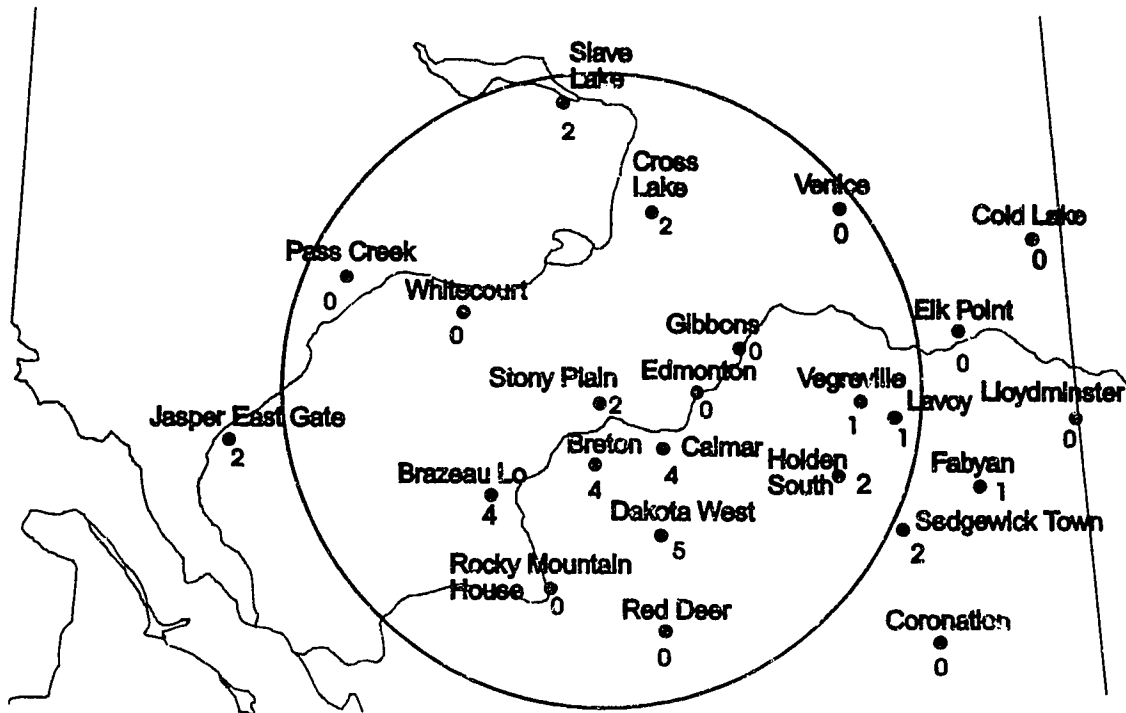 Slave
Lake
2
Cross
Lake
2
Venice
0
Cold Lake
0
Pass Creek
0
Whitecourt
0
Gibbons
0
Elk Point
0
Stony Plain
2
Edmonton
0
Vegreville
1
Lavoy
1
Lloydminster
0
Jasper East Gate
2
Brazeau Lo
4
Breton
4
Calmar
4
Holden
South
2
Fabyan
1
Dakota West
5
Sedgewick Town
2
Rocky Mountain
House
0
Red Deer
0
Coronation
0